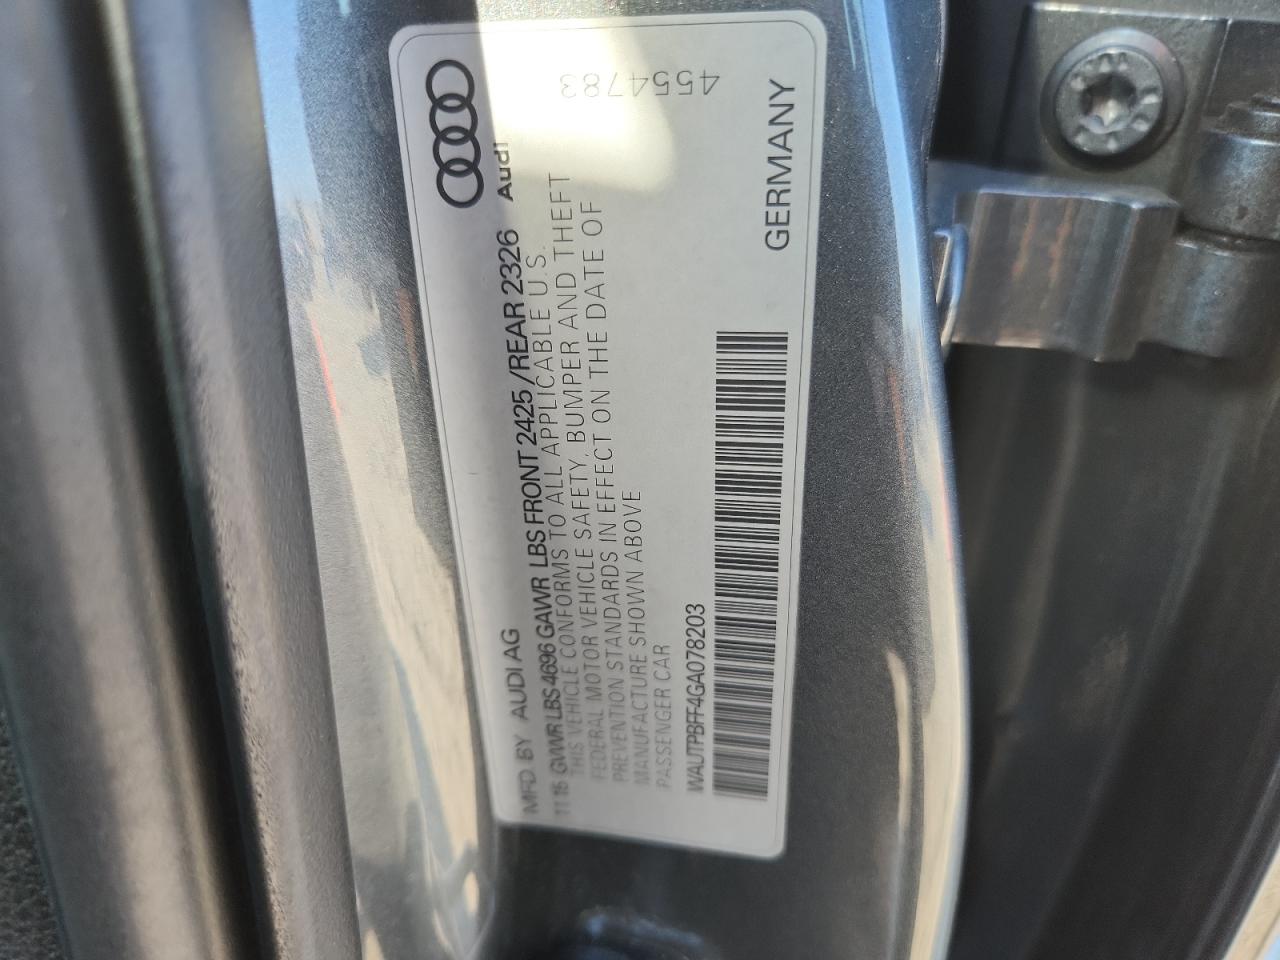 MFD BY AUDI AG
11 15 GVWR LBS 4696 GAWR LBS FRONT 2425 /REAR 2326
Audi
THIS VEHICLE CONFORMS TO ALL APPLICABLE U.S.
FEDERAL MOTOR VEHICLE SAFETY, BUMPER AND THEFT
PREVENTION STANDARDS IN EFFECT ON THE DATE OF
MANUFACTURE SHOWN ABOVE
PASSENGER CAR
WAUTPBFF4GA078203
GERMANY
4554783